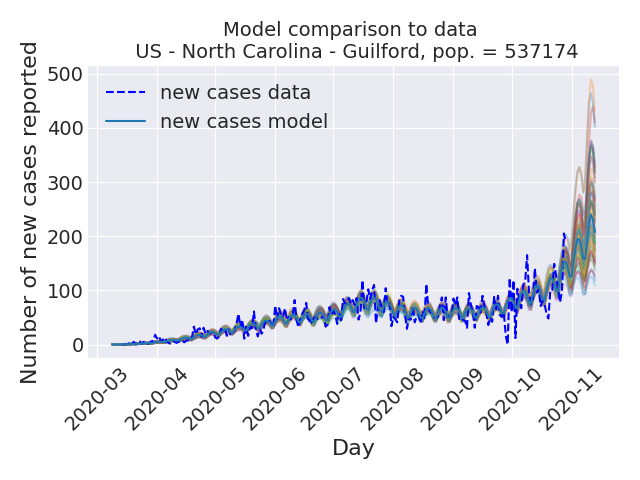 Model comparison to data
US - North Carolina - Guilford, pop. = 537174
Number of new cases reported
500
400
300
200
100
0
new cases data
new cases model
2020-03
2020-04
2020-05
2020-06
2020-07
2020-08
2020-09
2020-10
2020-11
Day